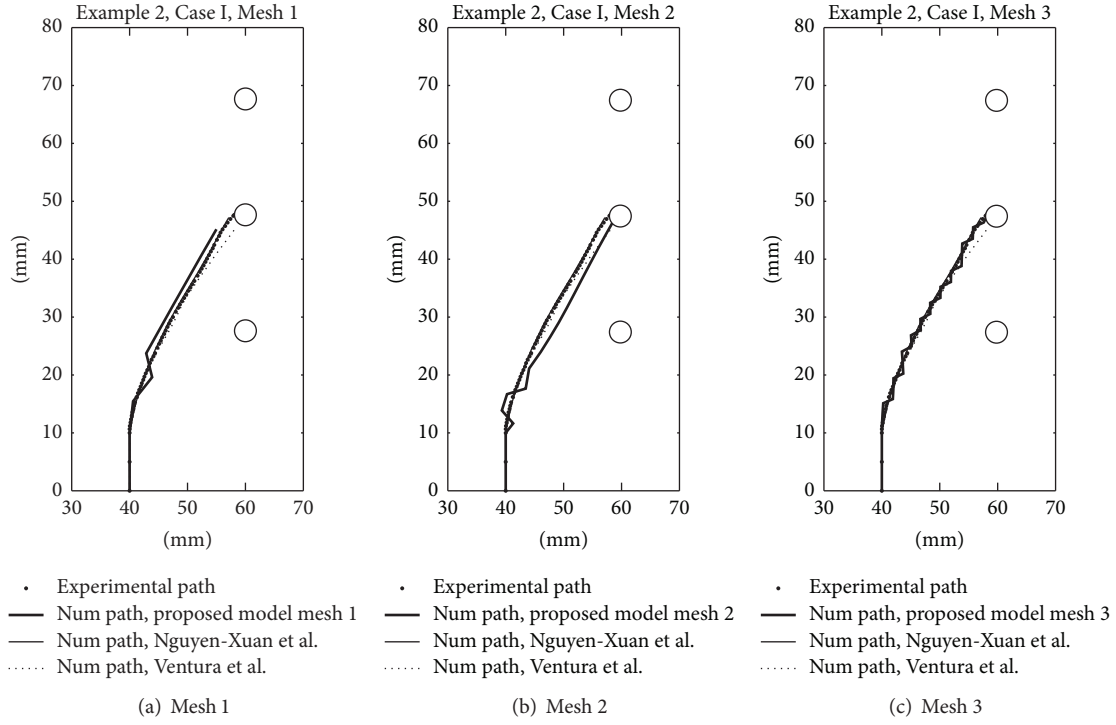 Example 2, Case I, Mesh 1
80
70
60
50
40
30
20
10
0
(mm)
30 40 50 60 70
(mm)
Experimental path
Num path, proposed model mesh 1
Num path, Nguyen-Xuan et al.
Num path, Ventura et al.
(a) Mesh 1
Example 2, Case I, Mesh 2
80
70
60
50
40
30
20
10
0
(mm)
30 40 50 60 70
(mm)
Experimental path
Num path, proposed model mesh 2
Num path, Nguyen-Xuan et al.
Num path, Ventura et al.
(b) Mesh 2
Example 2, Case I, Mesh 3
80
70
60
50
40
30
20
10
0
(mm)
30 40 50 60 70
(mm)
Experimental path
Num path, proposed model mesh 3
Num path, Nguyen-Xuan et al.
Num path, Ventura et al.
(c) Mesh 3